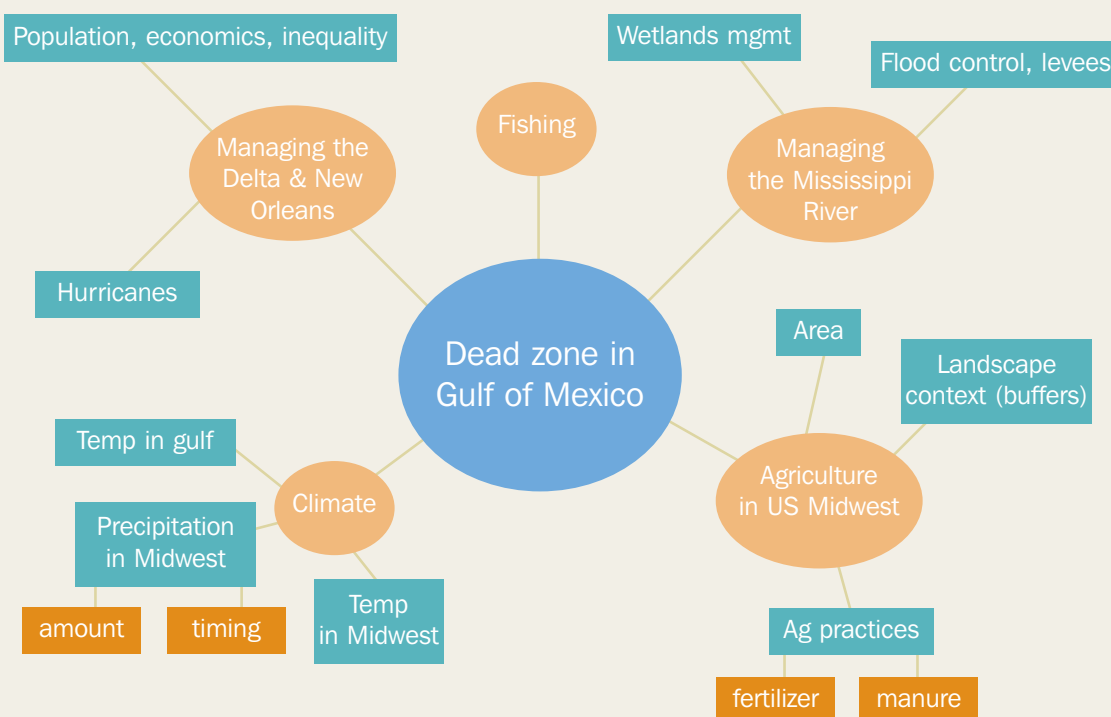 Population, economics, inequality
Wetlands mgmt
Flood control, levees
Fishing
Managing the
Delta & New
Orleans
Managing
the Mississippi
River
Hurricanes
Dead zone in
Gulf of Mexico
Area
Landscape
context (buffers)
Temp in gulf
Climate
Agriculture
in US Midwest
Precipitation
in Midwest
Temp
in Midwest
amount
timing
Ag practices
fertilizer
manure